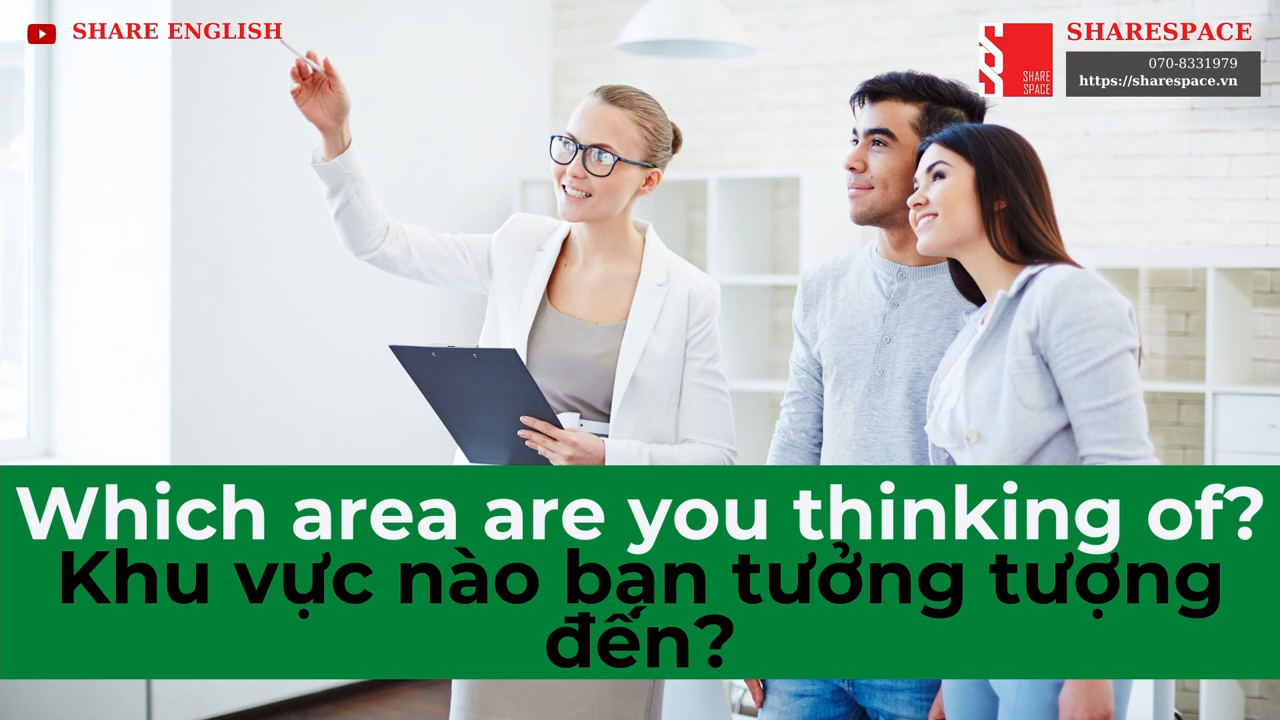 SHARE ENGLISH
SHARESPACE
SHARE
SPACE
070-8331979
https://sharespace.vn
Which area are you thinking of?
Khu vực nào bạn tưởng tượng
đến?